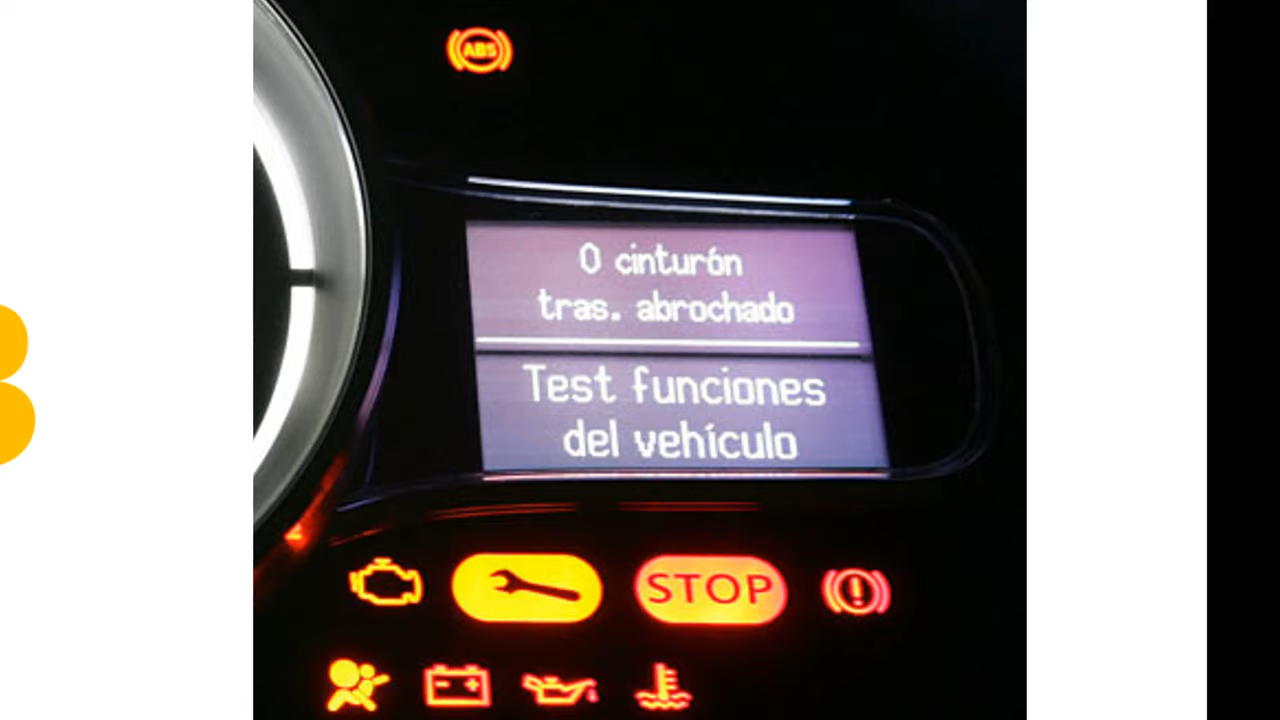 ABS
0 cinturón
tras. abrochado
Test funciones
del vehículo
STOP